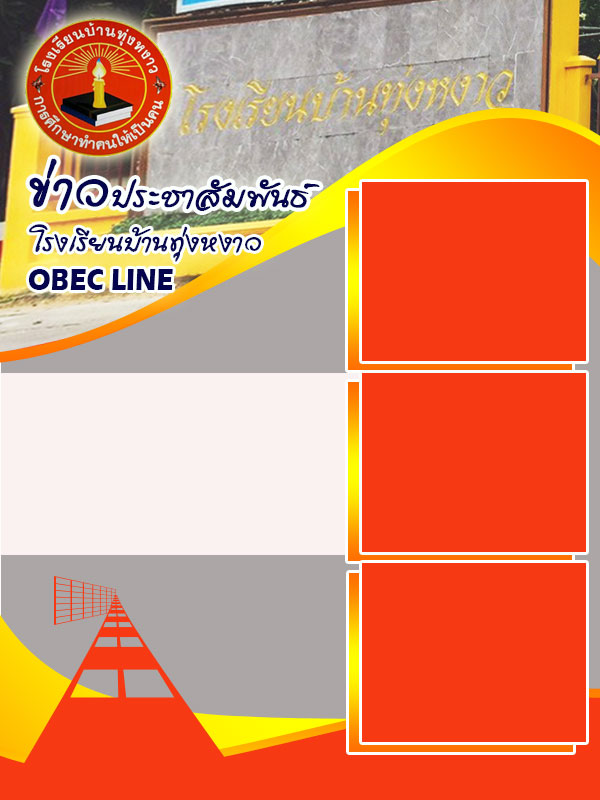 โรงเรียนบ้านทุ่งหงาว
การศึกษาทำคนให้เป็นคน
โรงเรียนบ้านทุ่งหงาว
ข่าวประชาสัมพันธ์
โรงเรียนบ้านทุ่งหงาว
OBEC LINE